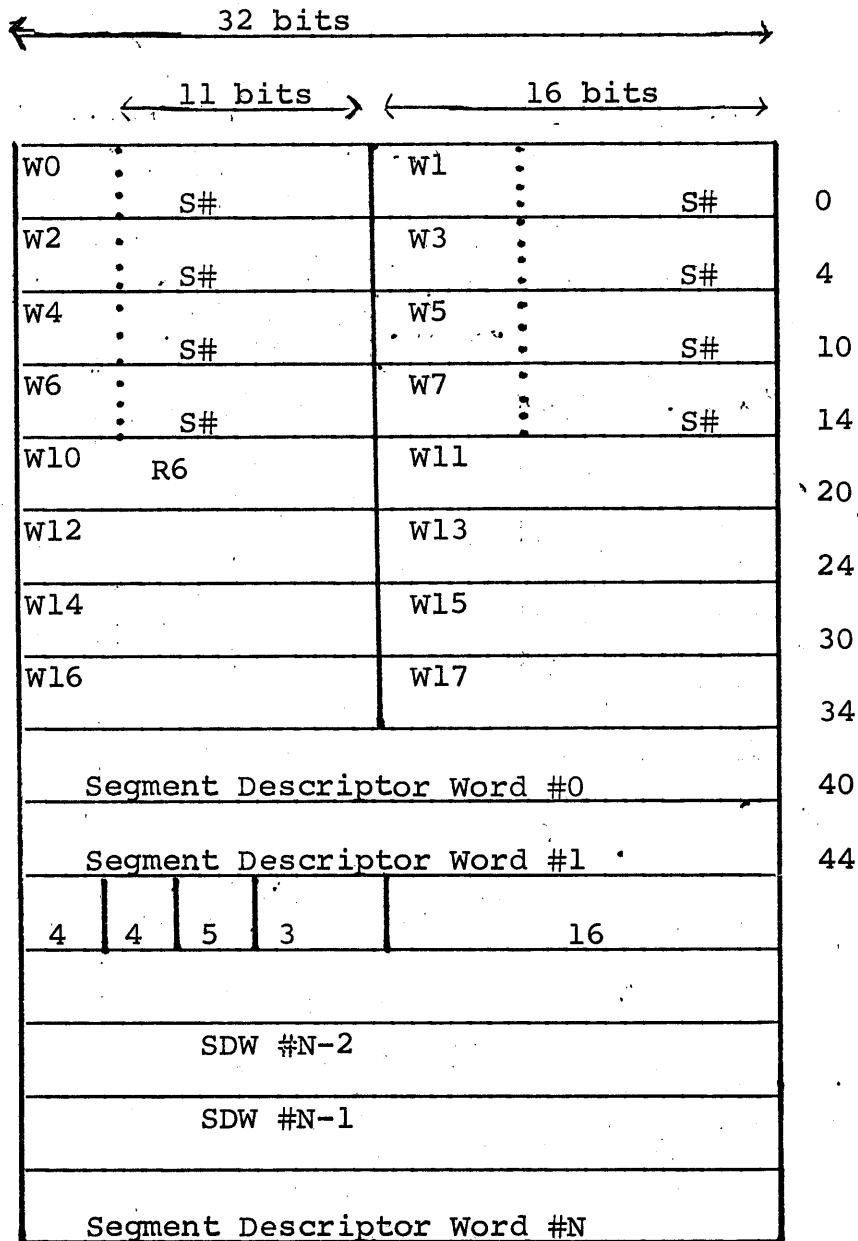 32 bits
11 bits 16 bits
W0 W1
S# S# 0
W2 W3
S# S# 4
W4 W5
S# S# 10
W6 W7
S# S# 14
W10 R6 W11
20
W12 W13
24
W14 W15
30
W16 W17
34
Segment Descriptor Word #0 40
Segment Descriptor Word #1 44
4 4 5 3 16
SDW #N-2
SDW #N-1
Segment Descriptor Word #N